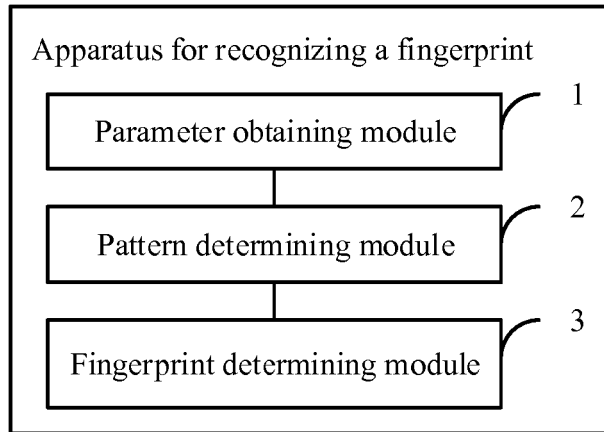 Apparatus for recognizing a fingerprint
1
Parameter obtaining module
2
Pattern determining module
3
Fingerprint determining module